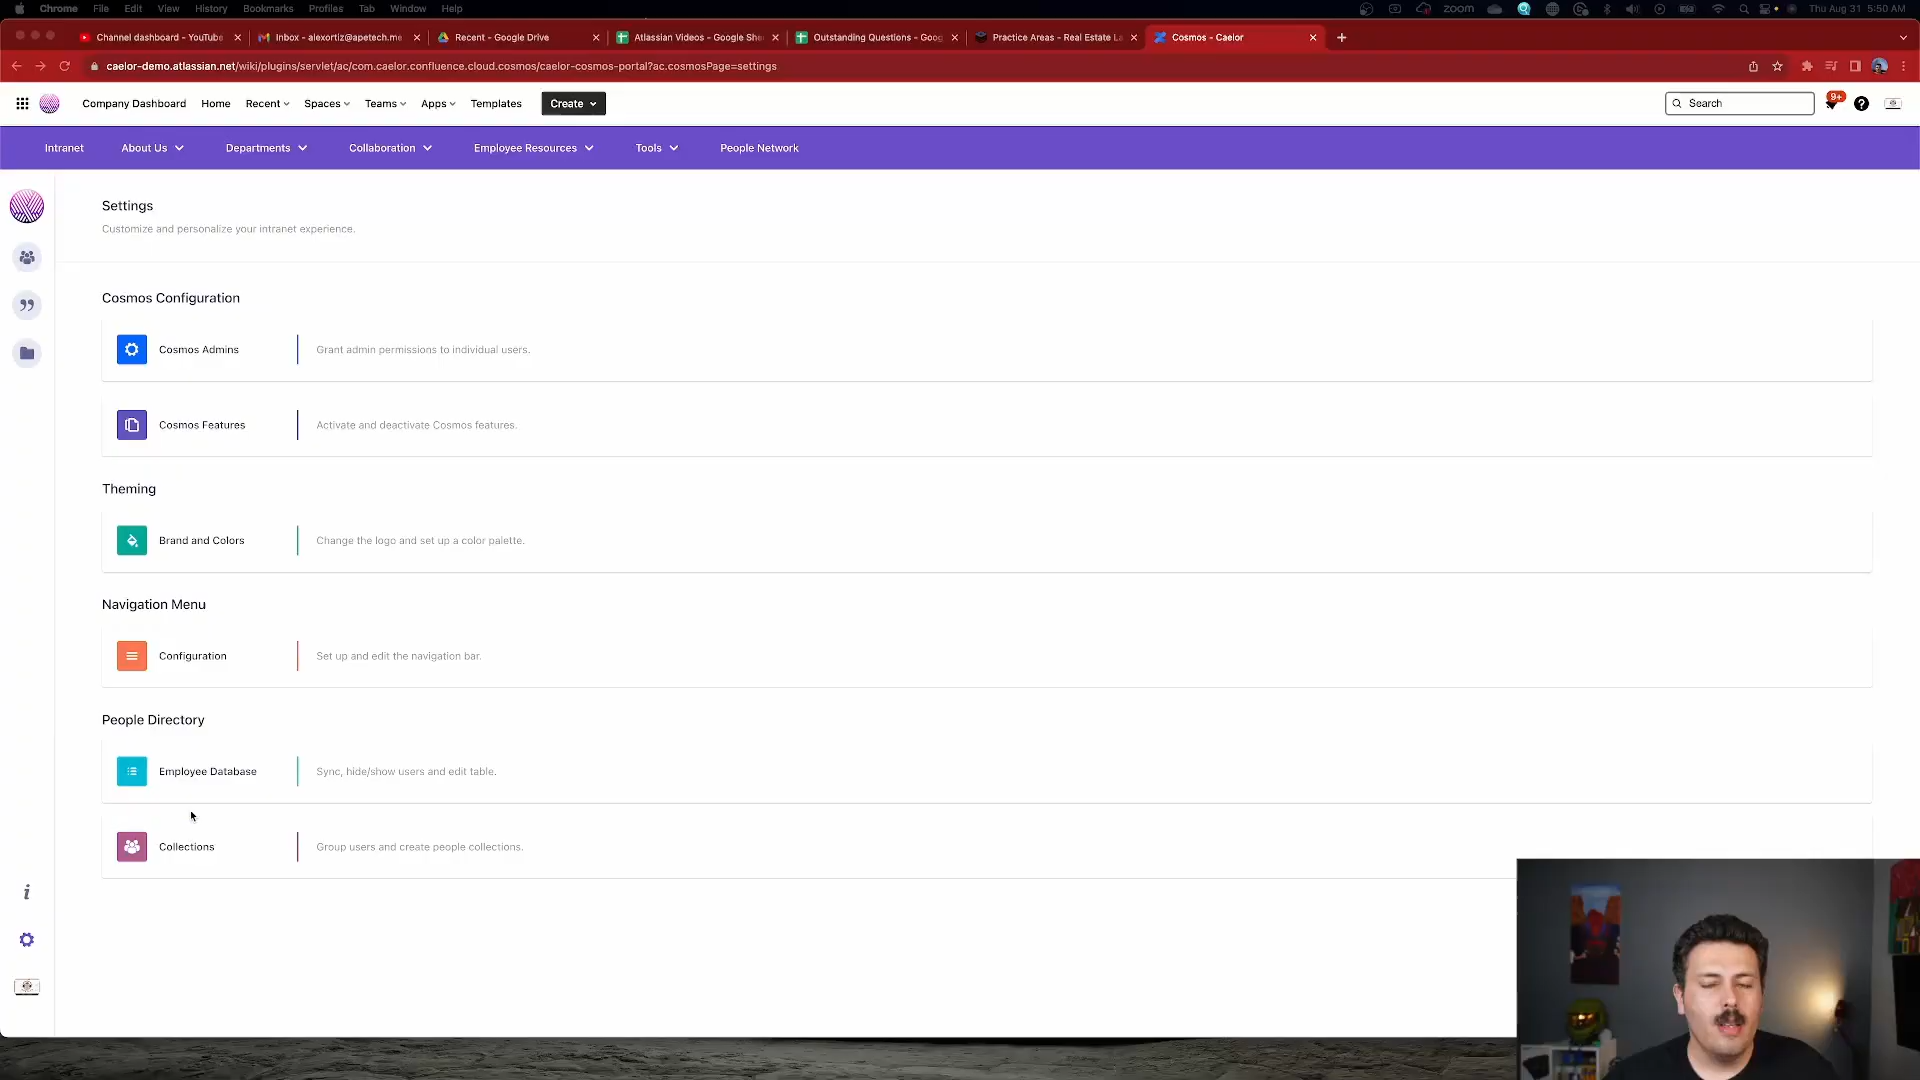 Chrome File Edit View History Bookmarks Profiles Tab Window Help
zoom Thu Aug 31 5:50 AM
Channel dashboard - YouTube
Inbox - alexortiz@apetech.me
Recent - Google Drive
Atlassian Videos - Google She
Outstanding Questions - Goog
Practice Areas - Real Estate La
Cosmos - Caelor
caelor-demo.atlassian.net/wiki/plugins/servlet/ac/com.caelor.confluence.cloud.cosmos/caelor-cosmos-portal?ac.cosmosPage=settings
Company Dashboard Home Recent Spaces Teams Apps Templates Create Search 9+
Intranet About Us Departments Collaboration Employee Resources Tools People Network
Settings
Customize and personalize your intranet experience.
Cosmos Configuration
Cosmos Admins Grant admin permissions to individual users.
Cosmos Features Activate and deactivate Cosmos features.
Theming
Brand and Colors Change the logo and set up a color palette.
Navigation Menu
Configuration Set up and edit the navigation bar.
People Directory
Employee Database Sync, hide/show users and edit table.
Collections Group users and create people collections.